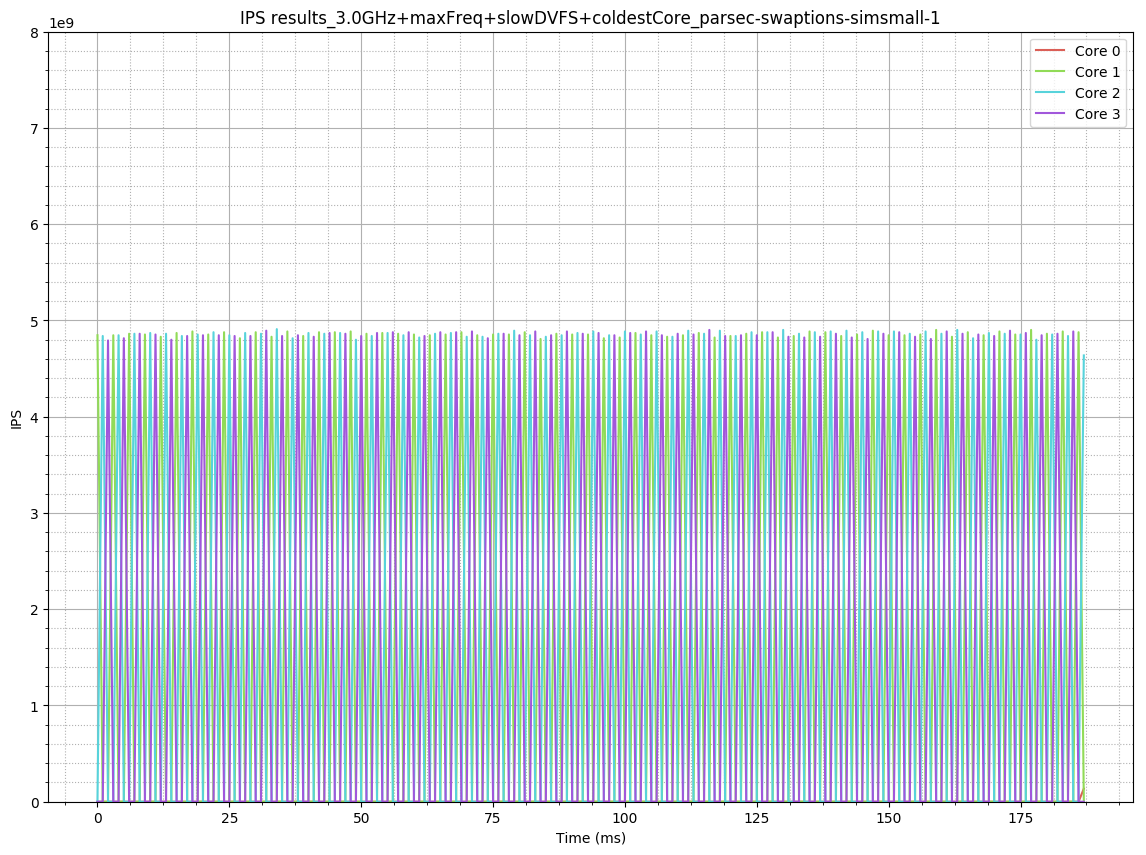 IPS results_3.0GHz+maxFreq+slowDVFS+coldestCore_parsec-swaptions-simsmall-1
1e9
8
7
6
5
4
3
2
1
0
IPS
Core 0
Core 1
Core 2
Core 3
0 25 50 75 100 125 150 175
Time (ms)